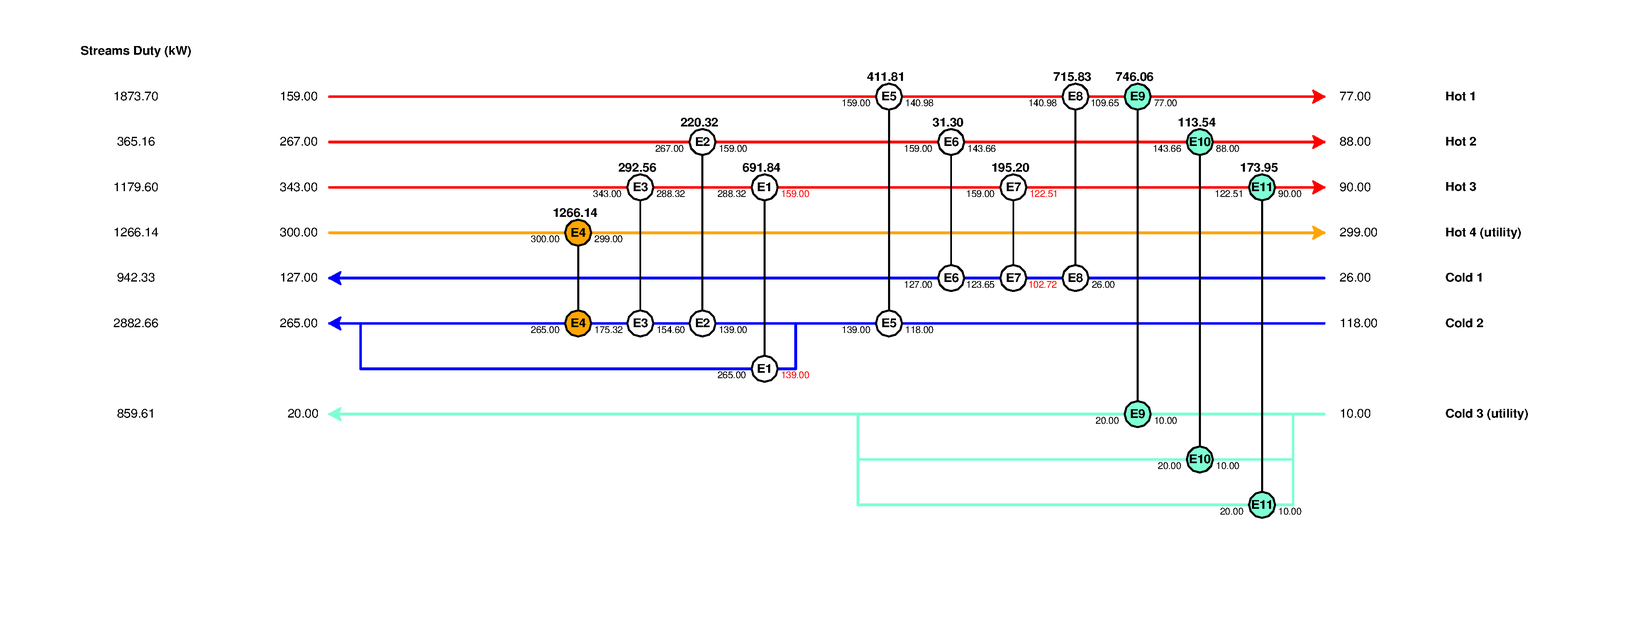 Streams Duty (kW)
411.81 715.83 746.06
1873.70 159.00 E5 E8 E9 77.00 Hot 1
159.00 140.98 140.98 109.65 77.00
220.32 31.30 113.54
365.16 267.00 E2 E6 E10 88.00 Hot 2
267.00 159.00 159.00 143.66 143.66 88.00
292.56 691.84 195.20 173.95
1179.60 343.00 E3 E1 E7 E11 90.00 Hot 3
343.00 288.32 288.32 159.00 159.00 122.51 122.51 90.00
1266.14
1266.14 300.00 E4 299.00 Hot 4 (utility)
300.00 299.00
942.33 127.00 E6 E7 E8 26.00 Cold 1
127.00 123.65 102.72 26.00
2882.66 265.00 E4 E3 E2 E5 118.00 Cold 2
265.00 175.32 154.60 139.00 139.00 118.00
E1
265.00 139.00
859.61 20.00 E9 10.00 Cold 3 (utility)
20.00 10.00
E10
20.00 10.00
E11
20.00 10.00